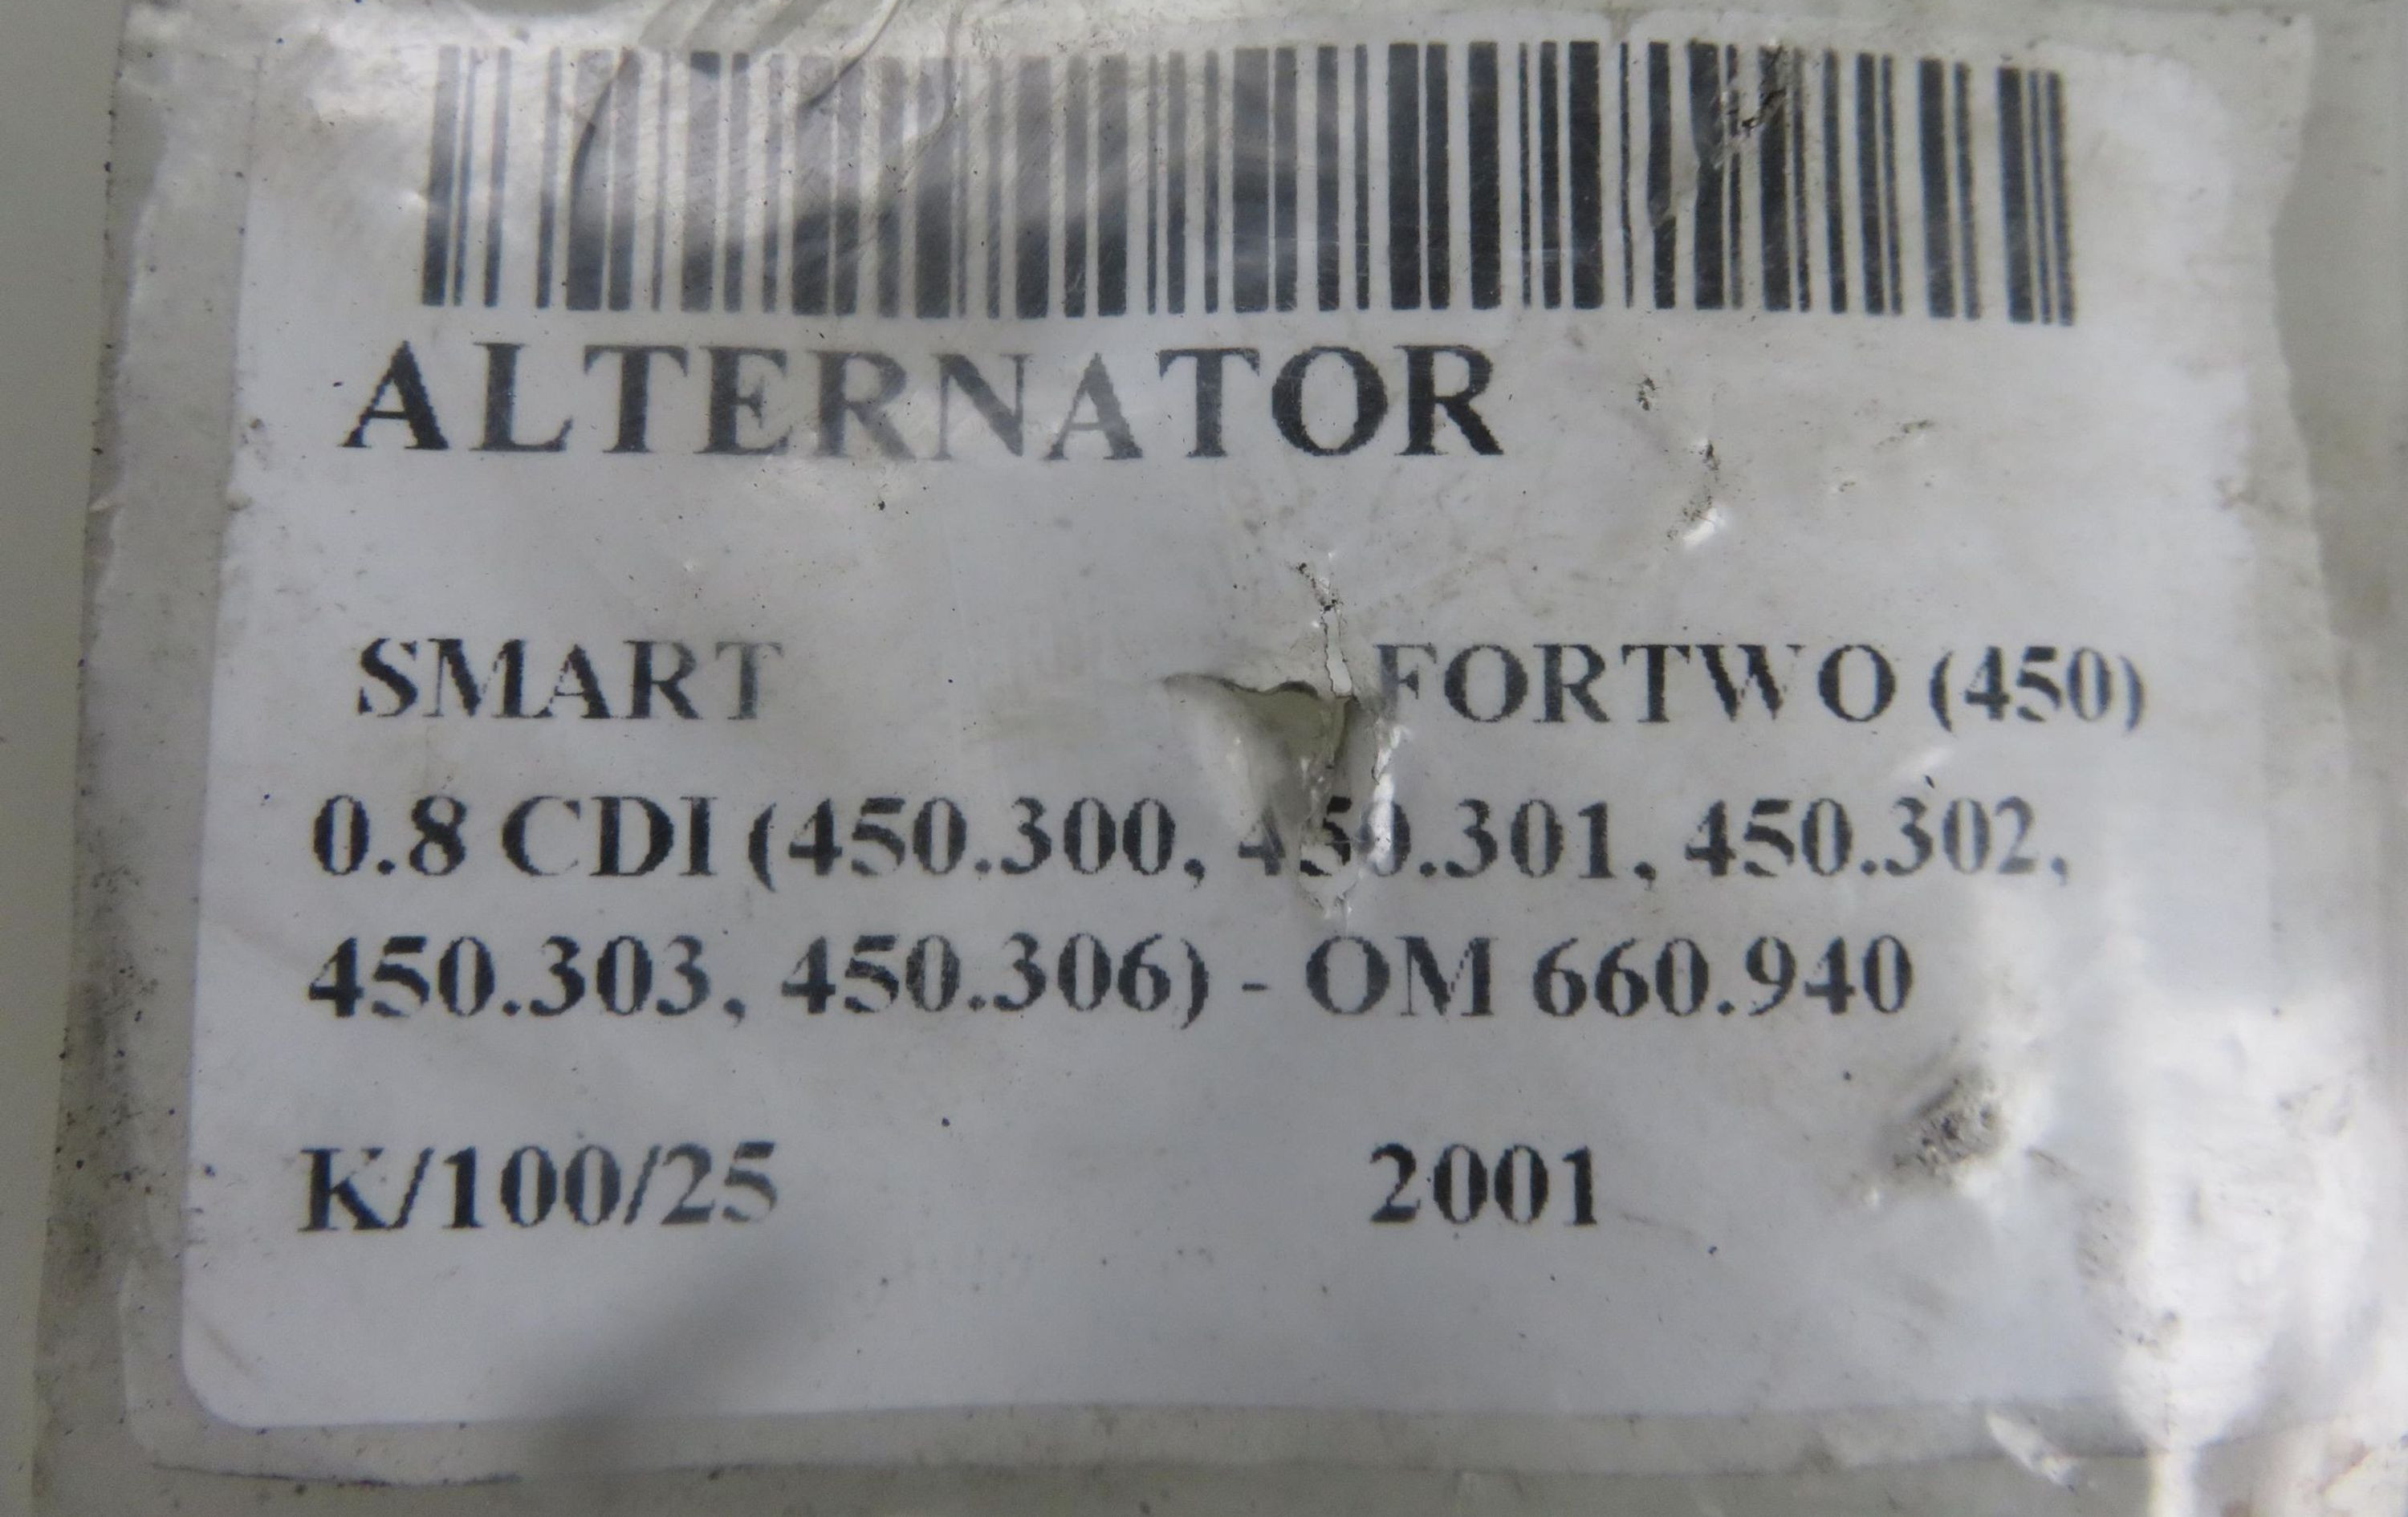 ALTERNATOR
SMART FORTWO (450)
0.8 CDI (450.300, 450.301, 450.302,
450.303, 450.306) - OM 660.940
K/100/25 2001